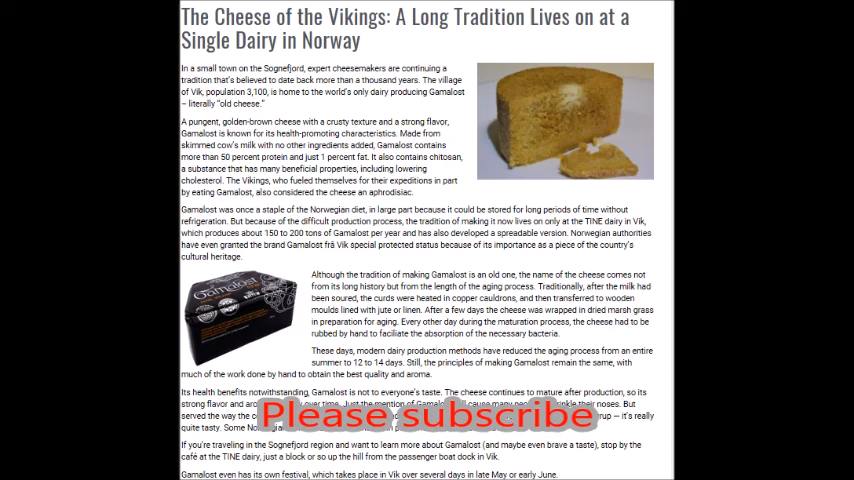 The Cheese of the Vikings: A Long Tradition Lives on at a
Single Dairy in Norway
In a small town on the Sognefjord, expert cheesemakers are continuing a
tradition that's believed to date back more than a thousand years. The village
of Vik, population 3,100, is home to the world's only dairy producing Gamalost
– literally "old cheese."
A pungent, golden-brown cheese with a crusty texture and a strong flavor,
Gamalost is known for its health-promoting characteristics. Made from
skimmed cow's milk with no other ingredients added, Gamalost contains
more than 50 percent protein and just 1 percent fat. It also contains chitosan,
a substance that has many beneficial properties, including lowering
cholesterol. The Vikings, who fueled themselves for their expeditions in part
by eating Gamalost, also considered the cheese an aphrodisiac.
Gamalost was once a staple of the Norwegian diet, in large part because it could be stored for long periods of time without
refrigeration. But because of the difficult production process, the tradition of making it now lives on only at the TINE dairy in Vik,
which produces about 150 to 200 tons of Gamalost per year and has also developed a spreadable version. Norwegian authorities
have even granted the brand Gamalost frå Vik special protected status because of its importance as a piece of the country's
cultural heritage.
Gamalost
Although the tradition of making Gamalost is an old one, the name of the cheese comes not
from its long history but from the length of the aging process. Traditionally, after the milk had
been soured, the curds were heated in copper cauldrons, and then transferred to wooden
moulds lined with jute or linen. After a few days the cheese was wrapped in dried marsh grass
in preparation for aging. Every other day during the maturation process, the cheese had to be
rubbed by hand to faciliate the absorption of the necessary bacteria.
These days, modern dairy production methods have reduced the aging process from an entire
summer to 12 to 14 days. Still, the principles of making Gamalost remain the same, with
much of the work done by hand to obtain the best quality and aroma.
Its health benefits notwithstanding, Gamalost is not to everyone's taste. The cheese continues to mature after production, so its
strong flavor and over time. Just the mention of cause many noses. But
served the way the — it's really
quite tasty. Some
Please subscribe
If you're traveling in the Sognefjord region and want to learn more about Gamalost (and maybe even brave a taste), stop by the
café at the TINE dairy, just a block or so up the hill from the passenger boat dock in Vik.
Gamalost even has its own festival, which takes place in Vik over several days in late May or early June.